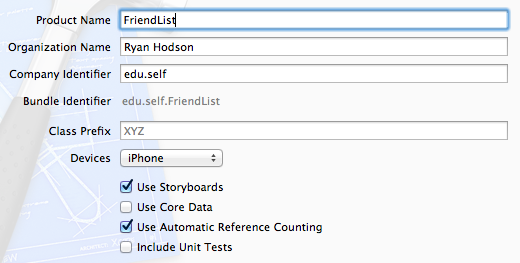 Product Name FriendList
Organization Name Ryan Hodson
Company Identifier edu.self
Bundle Identifier edu.self.FriendList
Class Prefix XYZ
Devices iPhone
Use Storyboards
Use Core Data
Use Automatic Reference Counting
Include Unit Tests